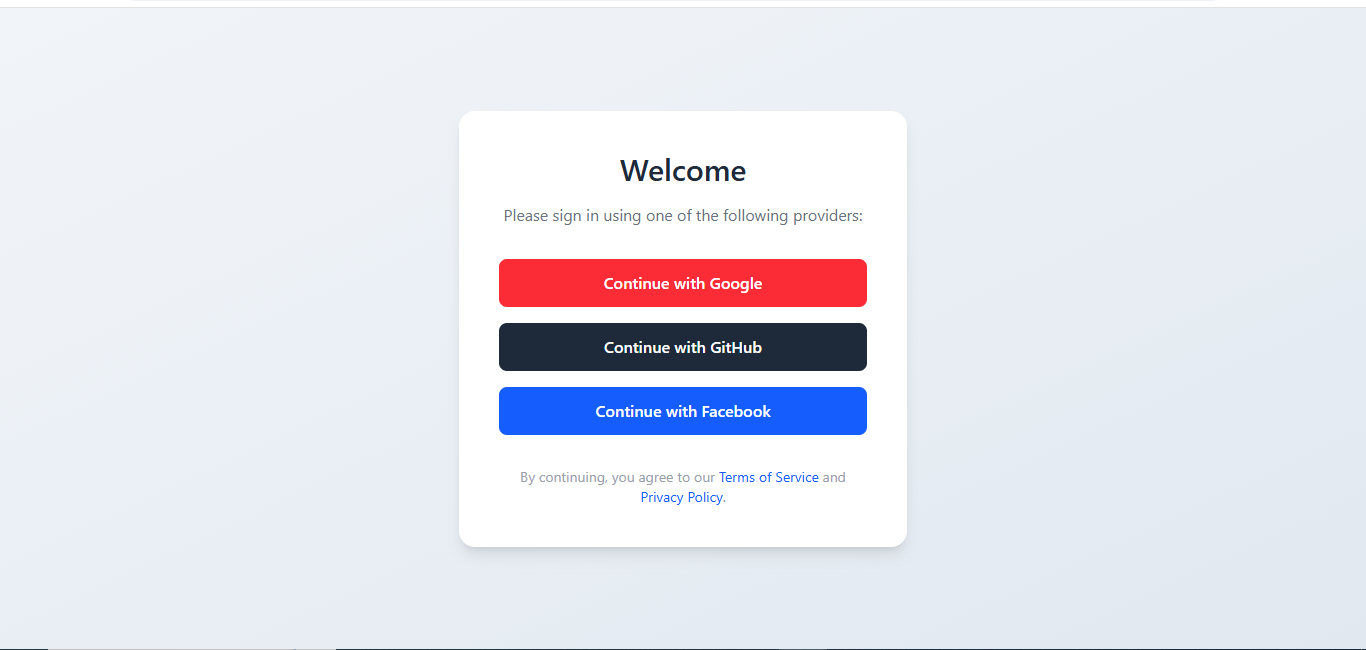 Welcome
Please sign in using one of the following providers:
Continue with Google
Continue with GitHub
Continue with Facebook
By continuing, you agree to our Terms of Service and
Privacy Policy.